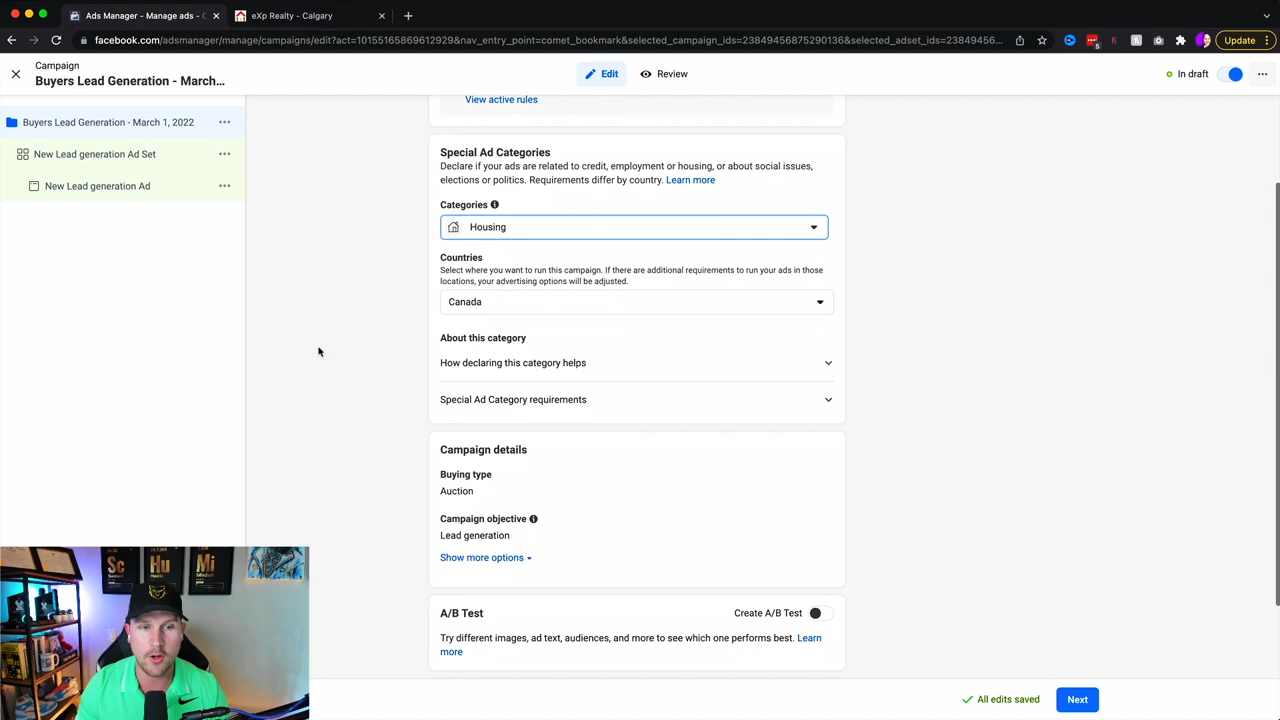 Ads Manager - Manage ads - C
eXp Realty - Calgary
facebook.com/adsmanager/manage/campaigns/edit?act=10155165869612929&nav_entry_point=comet_bookmark&selected_campaign_ids=23849456875290136&selected_adset_ids=23849456...
5
K
Update
Campaign
Buyers Lead Generation - March...
Edit
Review
In draft
Buyers Lead Generation - March 1, 2022
New Lead generation Ad Set
New Lead generation Ad
View active rules
Special Ad Categories
Declare if your ads are related to credit, employment or housing, or about social issues,
elections or politics. Requirements differ by country. Learn more
Categories
Housing
Countries
Select where you want to run this campaign. If there are additional requirements to run your ads in those
locations, your advertising options will be adjusted.
Canada
About this category
How declaring this category helps
Special Ad Category requirements
Campaign details
Buying type
Auction
Campaign objective
Lead generation
Show more options
A/B Test
Create A/B Test
Try different images, ad text, audiences, and more to see which one performs best. Learn
more
All edits saved
Next
Sc
Hu
Mi